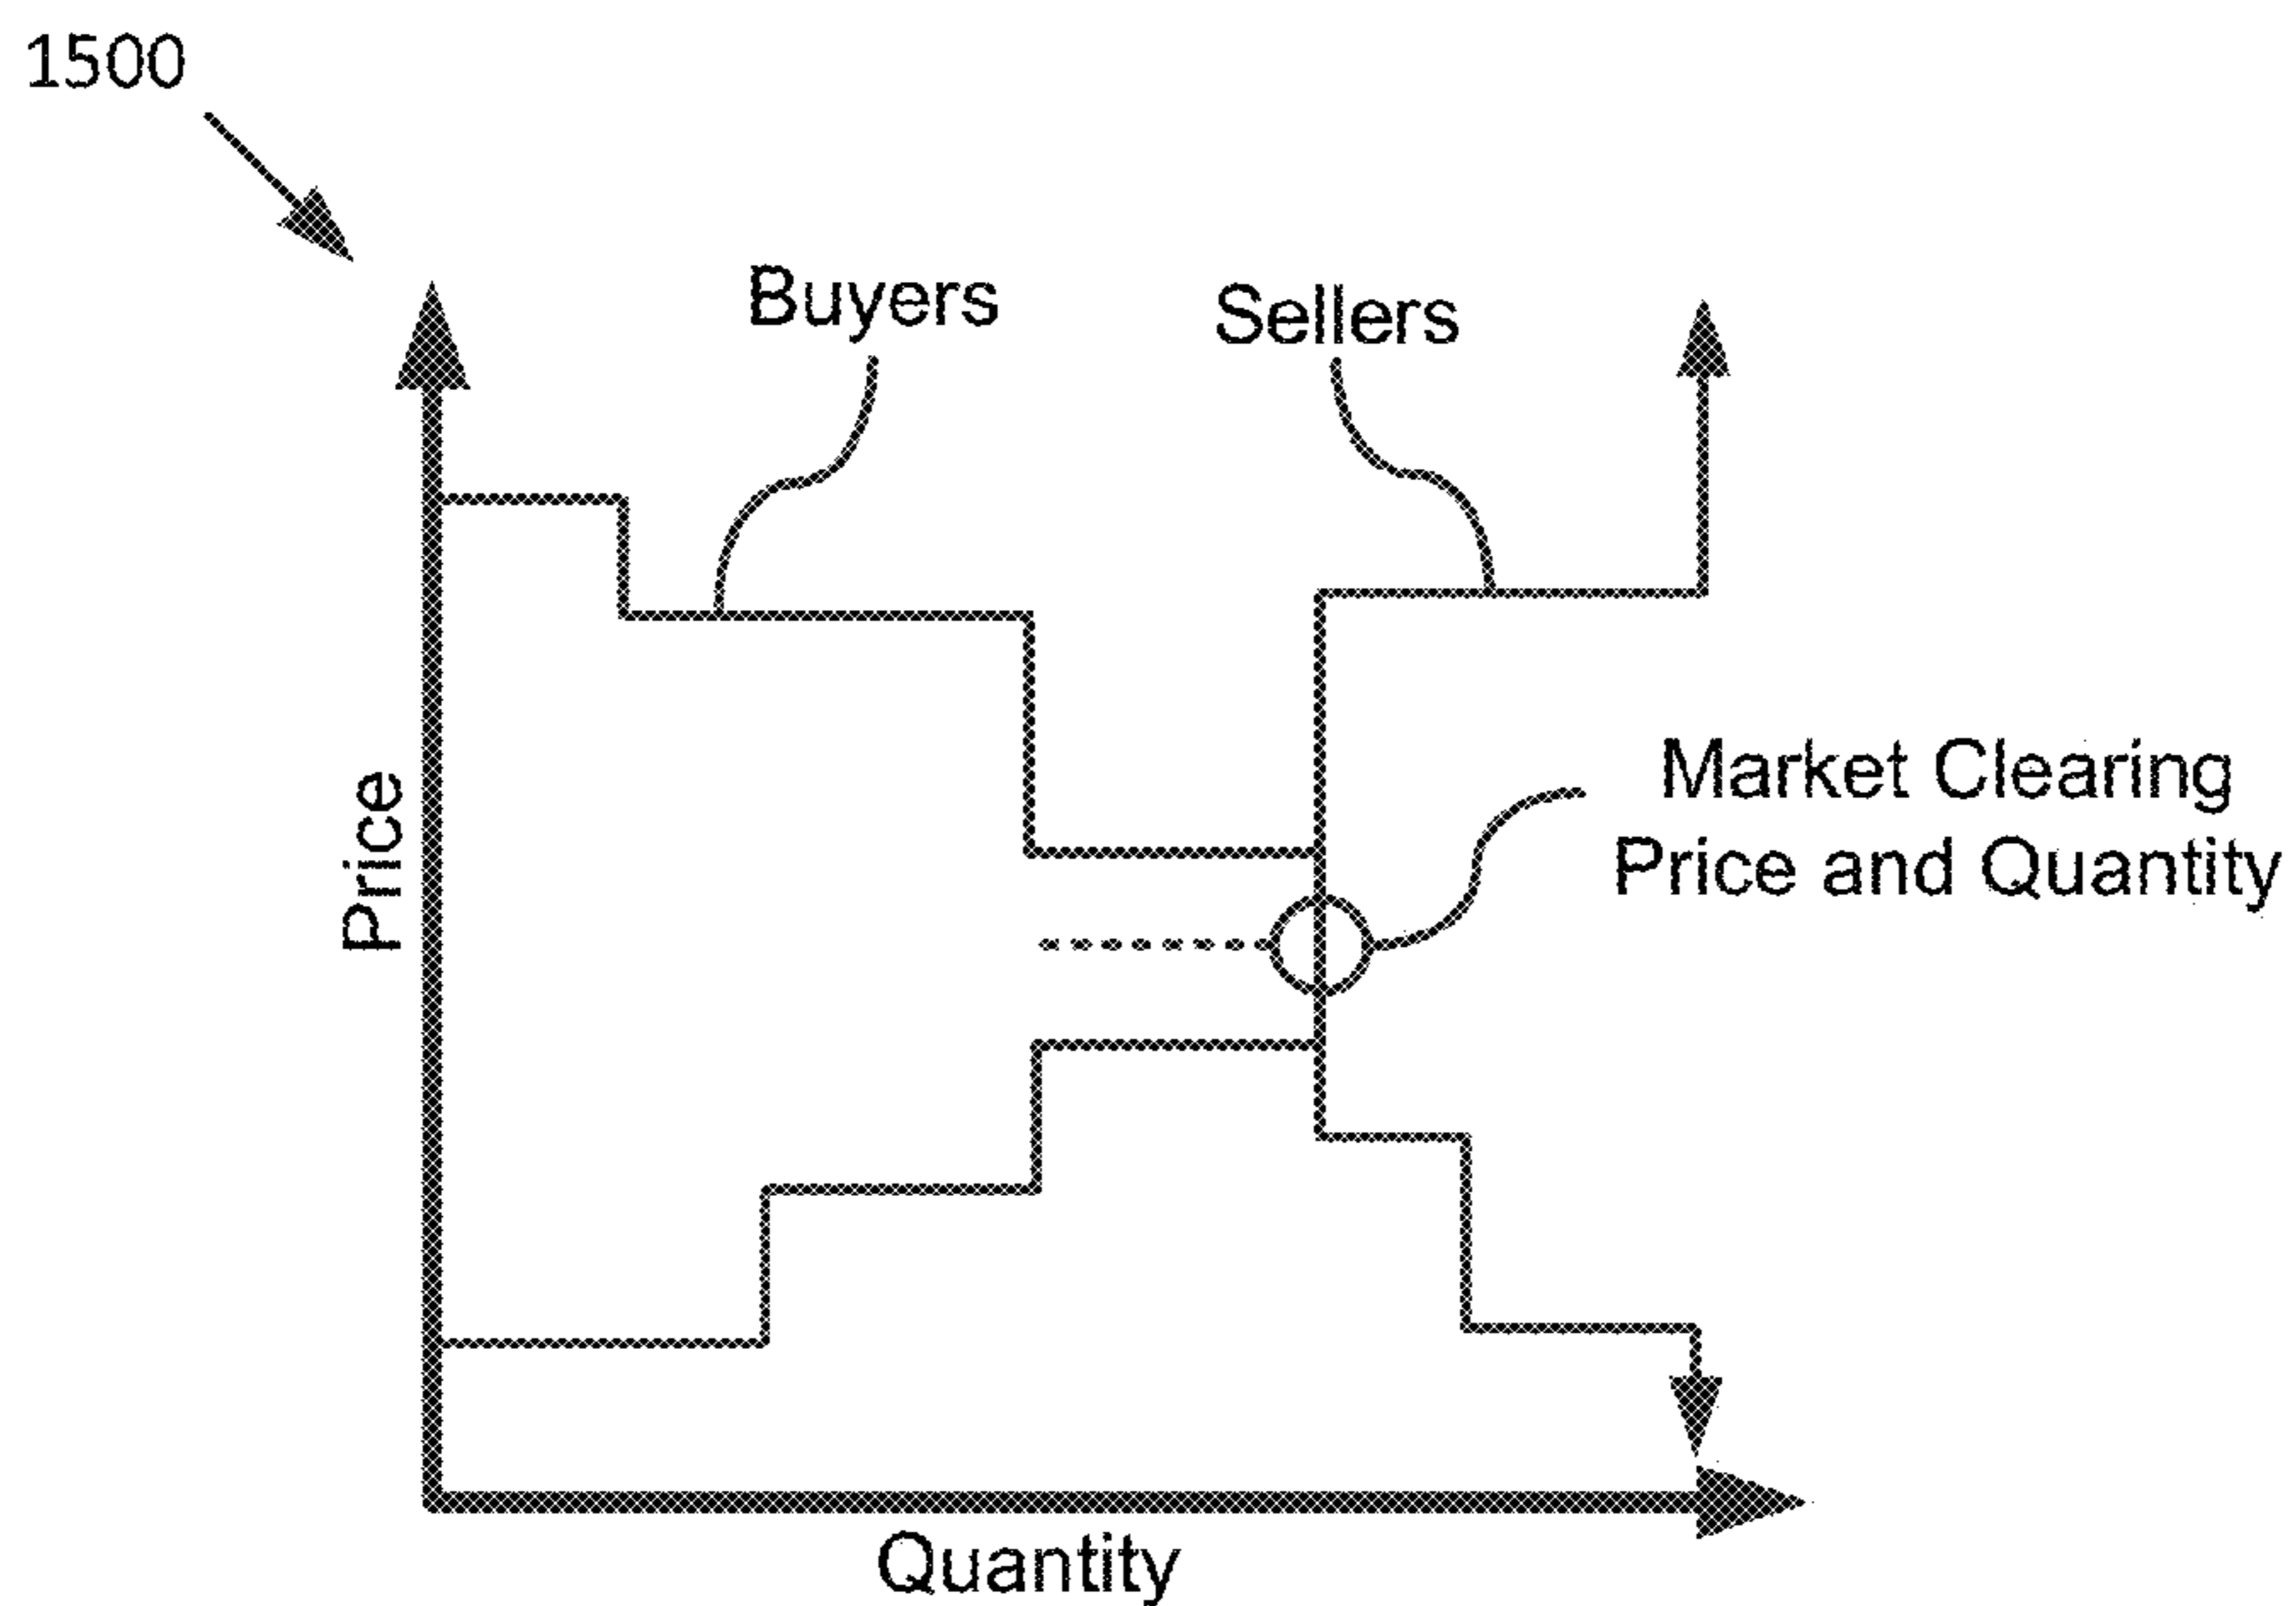 1500
Buyers
Sellers
Price
Market Clearing
Price and Quantity
Quantity